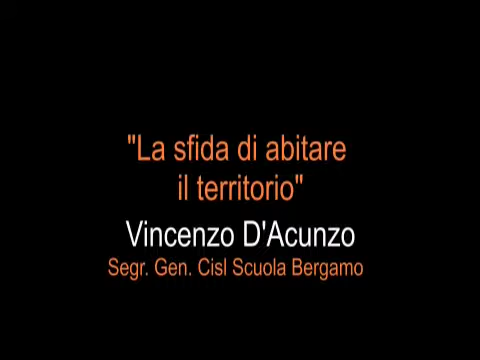 "La sfida di abitare
il territorio"
Vincenzo D'Acunzo
Segr. Gen. Cisl Scuola Bergamo